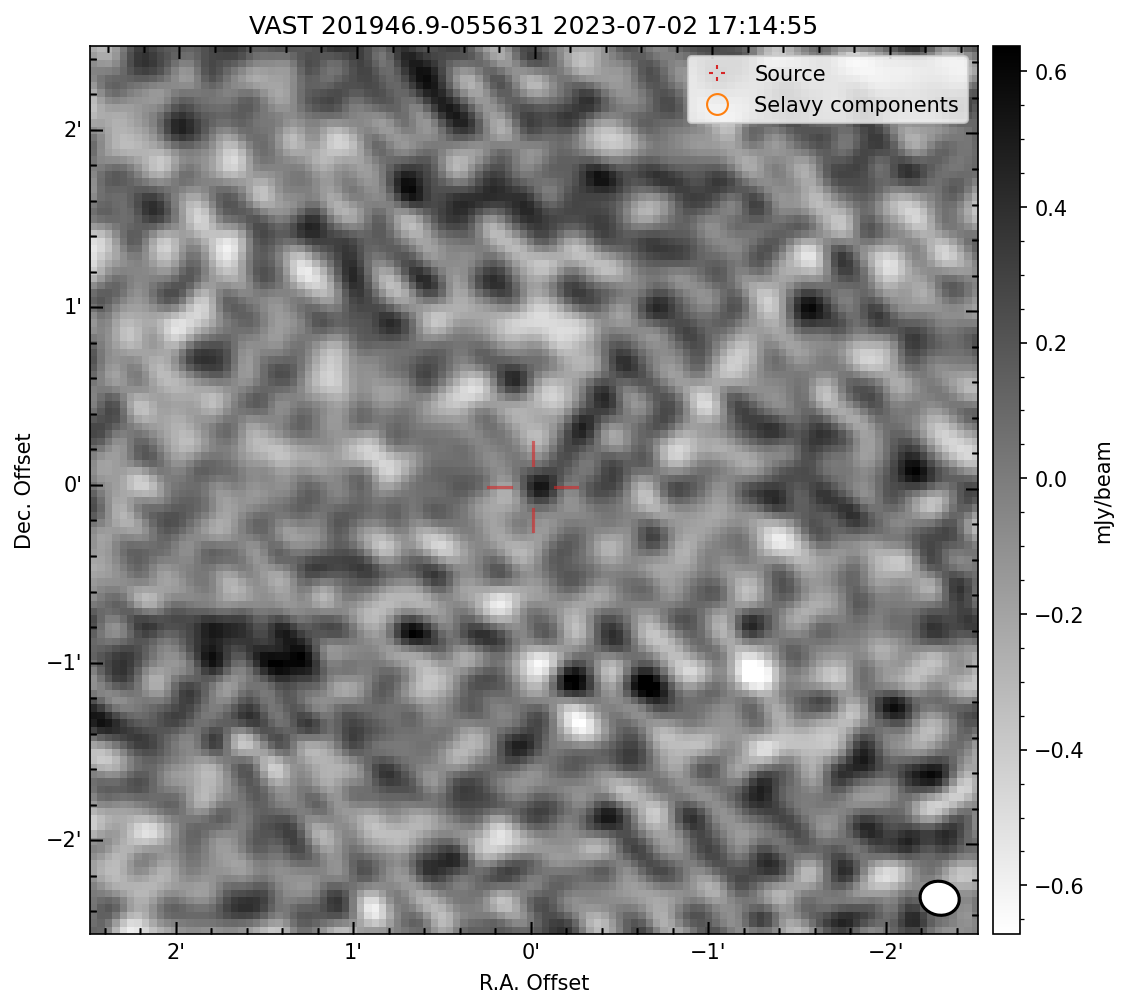 VAST 201946.9-055631 2023-07-02 17:14:55
Source
Selavy components
2'
1'
0'
−1'
−2'
Dec. Offset
2'
1'
0'
−1'
−2'
R.A. Offset
0.6
0.4
0.2
0.0
−0.2
−0.4
−0.6
mJy/beam